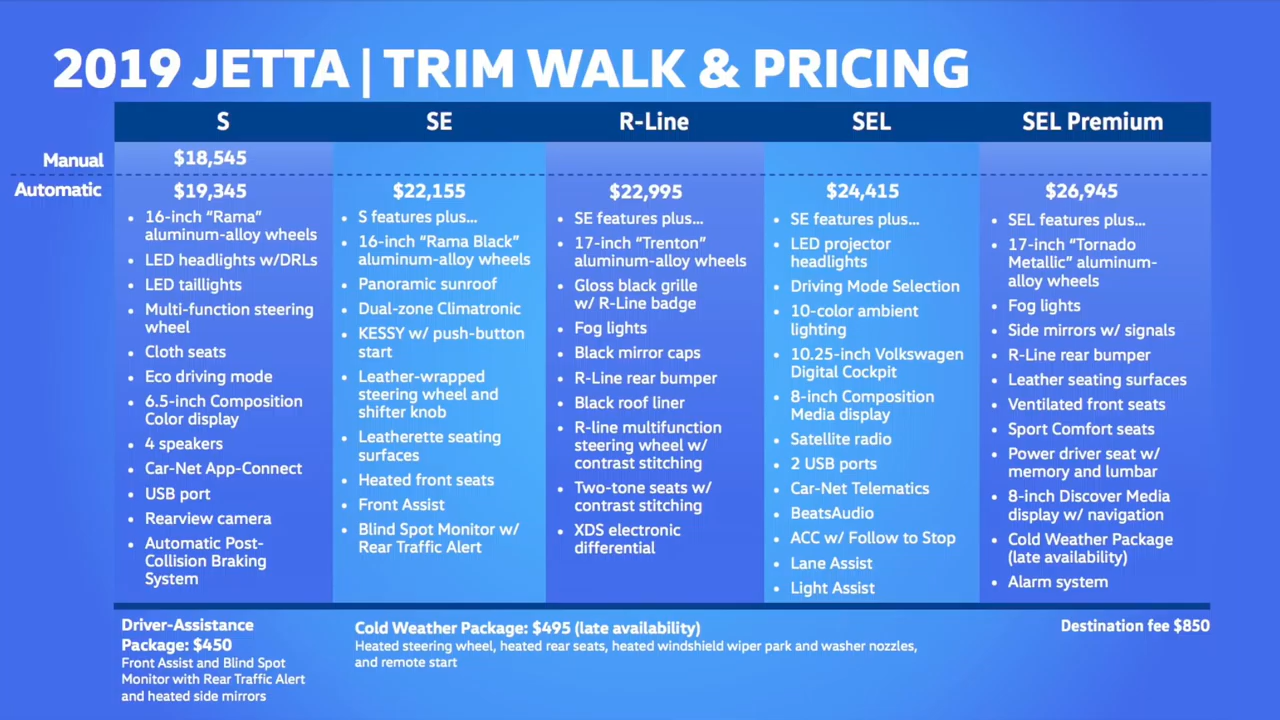 2019 JETTA | TRIM WALK & PRICING
S
SE
R-Line
SEL
SEL Premium
Manual
$18,545
Automatic
$19,345
$22,155
$22,995
$24,415
$26,945
• 16-inch “Rama”
aluminum-alloy wheels
• LED headlights w/DRLs
• LED taillights
• Multi-function steering
wheel
• Cloth seats
• Eco driving mode
• 6.5-inch Composition
Color display
• 4 speakers
• Car-Net App-Connect
• USB port
• Rearview camera
• Automatic Post-
Collision Braking
System
• S features plus...
• 16-inch “Rama Black”
aluminum-alloy wheels
• Panoramic sunroof
• Dual-zone Climatronic
• KESSY w/ push-button
start
• Leather-wrapped
steering wheel and
shifter knob
• Leatherette seating
surfaces
• Heated front seats
• Front Assist
• Blind Spot Monitor w/
Rear Traffic Alert
• SE features plus...
• 17-inch “Trenton”
aluminum-alloy wheels
• Gloss black grille
w/ R-Line badge
• Fog lights
• Black mirror caps
• R-Line rear bumper
• Black roof liner
• R-line multifunction
steering wheel w/
contrast stitching
• Two-tone seats w/
contrast stitching
• XDS electronic
differential
• SE features plus...
• LED projector
headlights
• Driving Mode Selection
• 10-color ambient
lighting
• 10.25-inch Volkswagen
Digital Cockpit
• 8-inch Composition
Media display
• Satellite radio
• 2 USB ports
• Car-Net Telematics
• BeatsAudio
• ACC w/ Follow to Stop
• Lane Assist
• Light Assist
• SEL features plus...
• 17-inch “Tornado
Metallic” aluminum-
alloy wheels
• Fog lights
• Side mirrors w/ signals
• R-Line rear bumper
• Leather seating surfaces
• Ventilated front seats
• Sport Comfort seats
• Power driver seat w/
memory and lumbar
• 8-inch Discover Media
display w/ navigation
• Cold Weather Package
(late availability)
• Alarm system
Driver-Assistance
Package: $450
Front Assist and Blind Spot
Monitor with Rear Traffic Alert
and heated side mirrors
Cold Weather Package: $495 (late availability)
Heated steering wheel, heated rear seats, heated windshield wiper park and washer nozzles,
and remote start
Destination fee $850